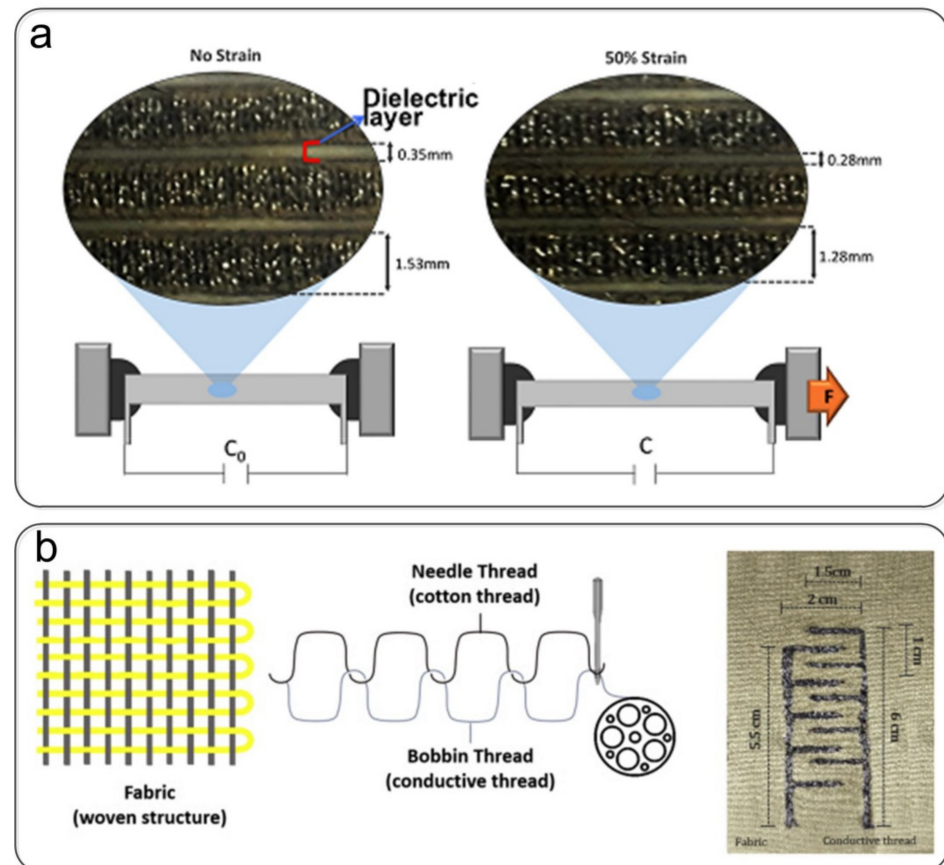 a
No Strain
50% Strain
Dielectric
layer
0.35mm
1.53mm
0.28mm
1.28mm
C₀
C
F
b
Needle Thread
(cotton thread)
Bobbin Thread
(conductive thread)
Fabric
(woven structure)
1.5cm
2 cm
1 cm
5.5 cm
6 cm
Fabric
Conductive thread